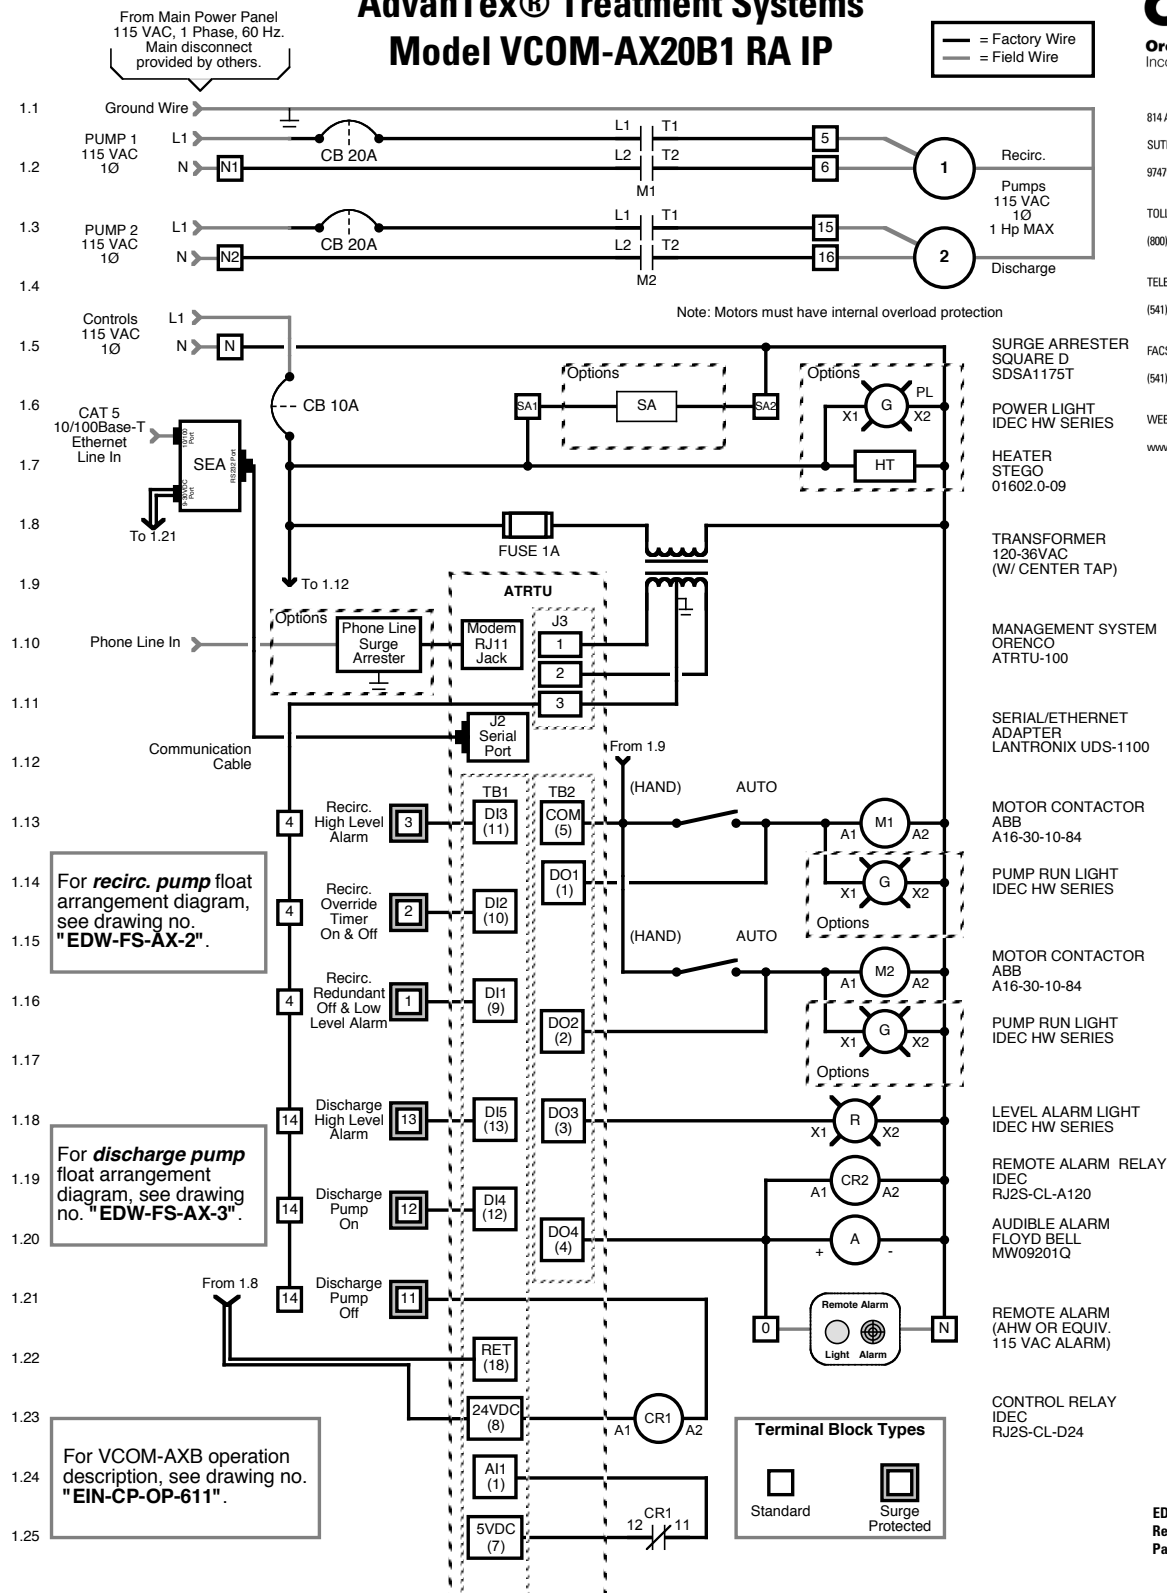 AdvanTex® Treatment Systems
Model VCOM-AX20B1 RA IP
From Main Power Panel
115 VAC, 1 Phase, 60 Hz.
Main disconnect
provided by others.
= Factory Wire
= Field Wire
1.1
Ground Wire
PUMP 1
115 VAC
1Ø
L1
N
N1
CB 20A
L1
T1
L2
T2
M1
5
6
1
Recirc.
1.2
Pumps
115 VAC
1Ø
1 Hp MAX
1.3
PUMP 2
115 VAC
1Ø
L1
N
N2
CB 20A
L1
T1
L2
T2
M2
15
16
2
Discharge
1.4
Note: Motors must have internal overload protection
Controls
115 VAC
1Ø
L1
N
N
1.5
SURGE ARRESTER
SQUARE D
SDSA1175T
1.6
CB 10A
Options
SA1
SA
SA2
Options
G
PL
X1
X2
POWER LIGHT
IDEC HW SERIES
CAT 5
10/100Base-T
Ethernet
Line In
10/100
Port
SEA
RS232 Port
9-30VDC
Port
To 1.21
1.7
HT
HEATER
STEGO
01602.0-09
1.8
FUSE 1A
TRANSFORMER
120-36VAC
(W/ CENTER TAP)
1.9
To 1.12
ATRTU
1.10
Phone Line In
Options
Phone Line
Surge
Arrester
Modem
RJ11
Jack
J3
1
2
3
MANAGEMENT SYSTEM
ORENCO
ATRTU-100
1.11
J2
Serial
Port
SERIAL/ETHERNET
ADAPTER
LANTRONIX UDS-1100
1.12
Communication
Cable
From 1.9
TB1
TB2
(HAND)
AUTO
1.13
4
Recirc.
High Level
Alarm
3
DI3
(11)
COM
(5)
A1
M1
A2
MOTOR CONTACTOR
ABB
A16-30-10-84
1.14
For recirc. pump float
arrangement diagram,
see drawing no.
"EDW-FS-AX-2".
4
Recirc.
Override
Timer
On & Off
2
DI2
(10)
DO1
(1)
X1
G
X2
Options
PUMP RUN LIGHT
IDEC HW SERIES
1.15
(HAND)
AUTO
A1
M2
A2
MOTOR CONTACTOR
ABB
A16-30-10-84
1.16
4
Recirc.
Redundant
Off & Low
Level Alarm
1
DI1
(9)
DO2
(2)
X1
G
X2
Options
PUMP RUN LIGHT
IDEC HW SERIES
1.17
1.18
14
Discharge
High Level
Alarm
13
DI5
(13)
DO3
(3)
X1
R
X2
LEVEL ALARM LIGHT
IDEC HW SERIES
For discharge pump
float arrangement
diagram, see drawing
no. "EDW-FS-AX-3".
1.19
14
Discharge
Pump
On
12
DI4
(12)
A1
CR2
A2
REMOTE ALARM RELAY
IDEC
RJ2S-CL-A120
1.20
DO4
(4)
+
A
-
AUDIBLE ALARM
FLOYD BELL
MW09201Q
1.21
From 1.8
14
Discharge
Pump
Off
11
0
Remote Alarm
Light
Alarm
N
REMOTE ALARM
(AHW OR EQUIV.
115 VAC ALARM)
1.22
RET
(18)
1.23
24VDC
(8)
A1
CR1
A2
CONTROL RELAY
IDEC
RJ2S-CL-D24
For VCOM-AXB operation
description, see drawing no.
"EIN-CP-OP-611".
Terminal Block Types
Standard
Surge
Protected
1.24
AI1
(1)
1.25
5VDC
(7)
CR1
12
11
814 A
9747
TOLL
(800)
TELE
(541)
(541)
www
ED
Re
Pa